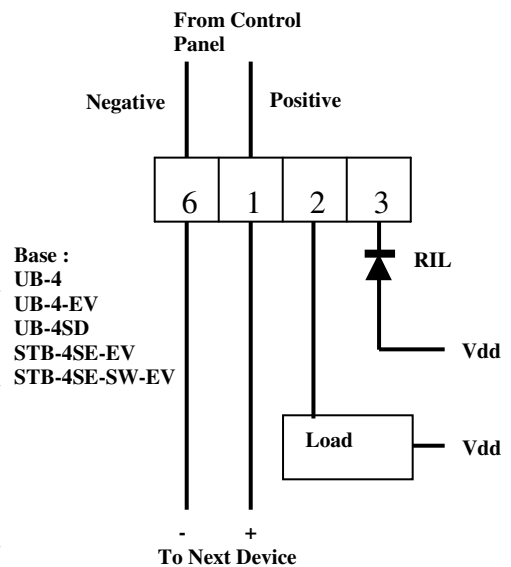 From Control
Panel
Negative
Positive
6 1 2 3
Base :
UB-4
UB-4-EV
UB-4SD
STB-4SE-EV
STB-4SE-SW-EV
RIL
Vdd
Load
Vdd
- +
To Next Device